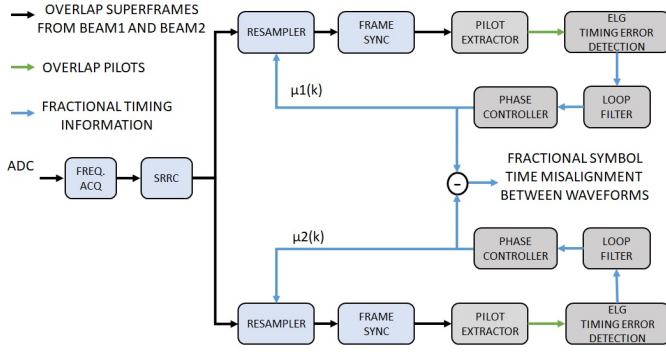 OVERLAP SUPERFRAMES
FROM BEAM1 AND BEAM2
OVERLAP PILOTS
FRACTIONAL TIMING
INFORMATION
RESAMPLER
FRAME
SYNC
PILOT
EXTRACTOR
ELG
TIMING ERROR
DETECTION
μ1(k)
PHASE
CONTROLLER
LOOP
FILTER
ADC
FREQ.
ACQ
SRRC
-
FRACTIONAL SYMBOL
TIME MISALIGNMENT
BETWEEN WAVEFORMS
μ2(k)
PHASE
CONTROLLER
LOOP
FILTER
RESAMPLER
FRAME
SYNC
PILOT
EXTRACTOR
ELG
TIMING ERROR
DETECTION